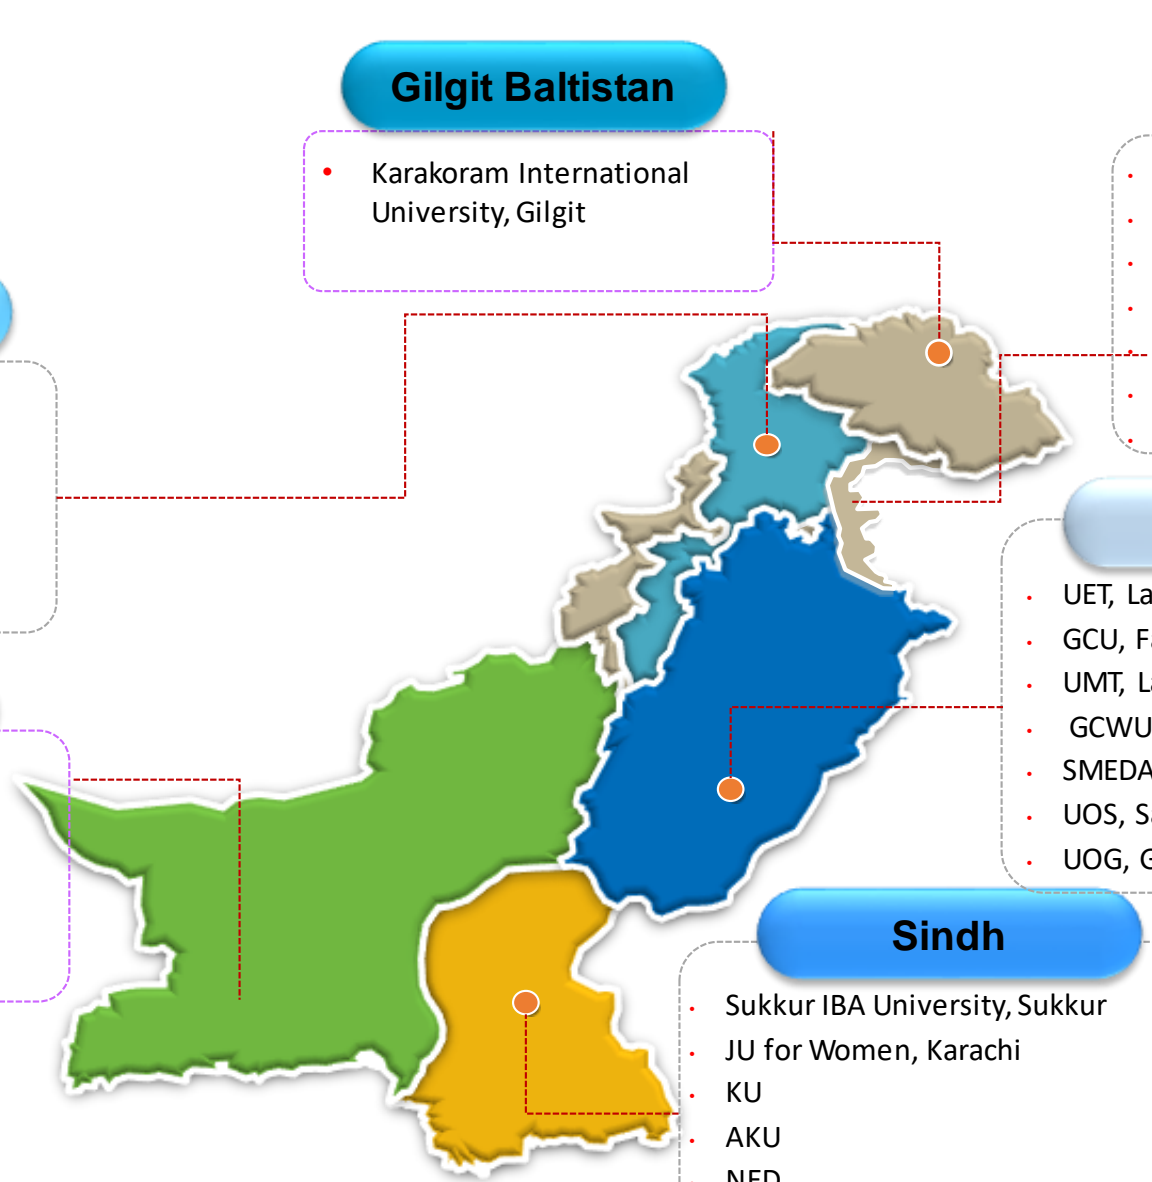 Gilgit Baltistan
• Karakoram International
University, Gilgit
• UET, La
• GCU, F
• UMT, L
• GCWU
• SMEDA
• UOS, S
• UOG, G
Sindh
• Sukkur IBA University, Sukkur
• JU for Women, Karachi
• KU
• AKU
• NED